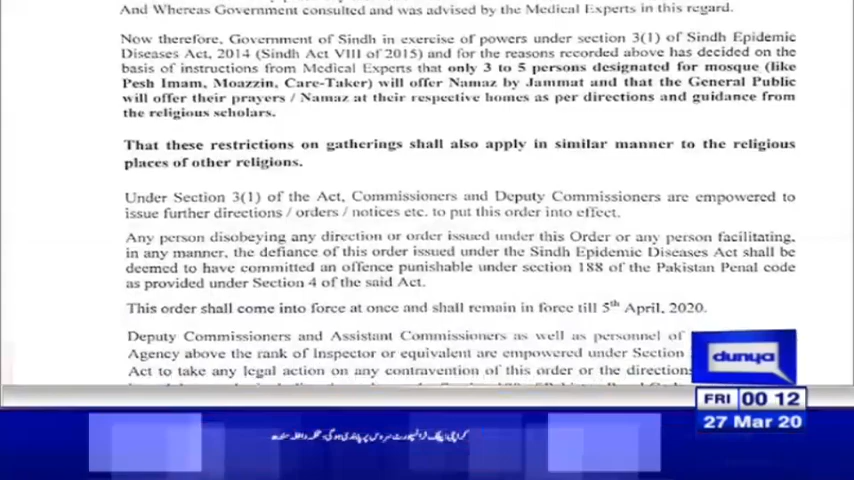 And Whereas Government consulted and was advised by the Medical Experts in this regard.
Now therefore, Government of Sindh in exercise of powers under section 3(1) of Sindh Epidemic
Diseases Act, 2014 (Sindh Act VIII of 2015) and for the reasons recorded above has decided on the
basis of instructions from Medical Experts that only 3 to 5 persons designated for mosque (like
Pesh Imam, Moazzin, Care-Taker) will offer Namaz by Jammat and that the General Public
will offer their prayers / Namaz at their respective homes as per directions and guidance from
the religious scholars.
That these restrictions on gatherings shall also apply in similar manner to the religious
places of other religions.
Under Section 3(1) of the Act, Commissioners and Deputy Commissioners are empowered to
issue further directions / orders / notices etc. to put this order into effect.
Any person disobeying any direction or order issued under this Order or any person facilitating,
in any manner, the defiance of this order issued under the Sindh Epidemic Diseases Act shall be
deemed to have committed an offence punishable under section 188 of the Pakistan Penal code
as provided under Section 4 of the said Act.
This order shall come into force at once and shall remain in force till 5th April, 2020.
Deputy Commissioners and Assistant Commissioners as well as personnel of
Agency above the rank of Inspector or equivalent are empowered under Section
Act to take any legal action on any contravention of this order or the directions
dunya
FRI 00 12
27 Mar 20
کراچی: پبلک ٹرانسپورٹ سروس پر پابندی ہوگی، محکمہ داخلہ سندھ